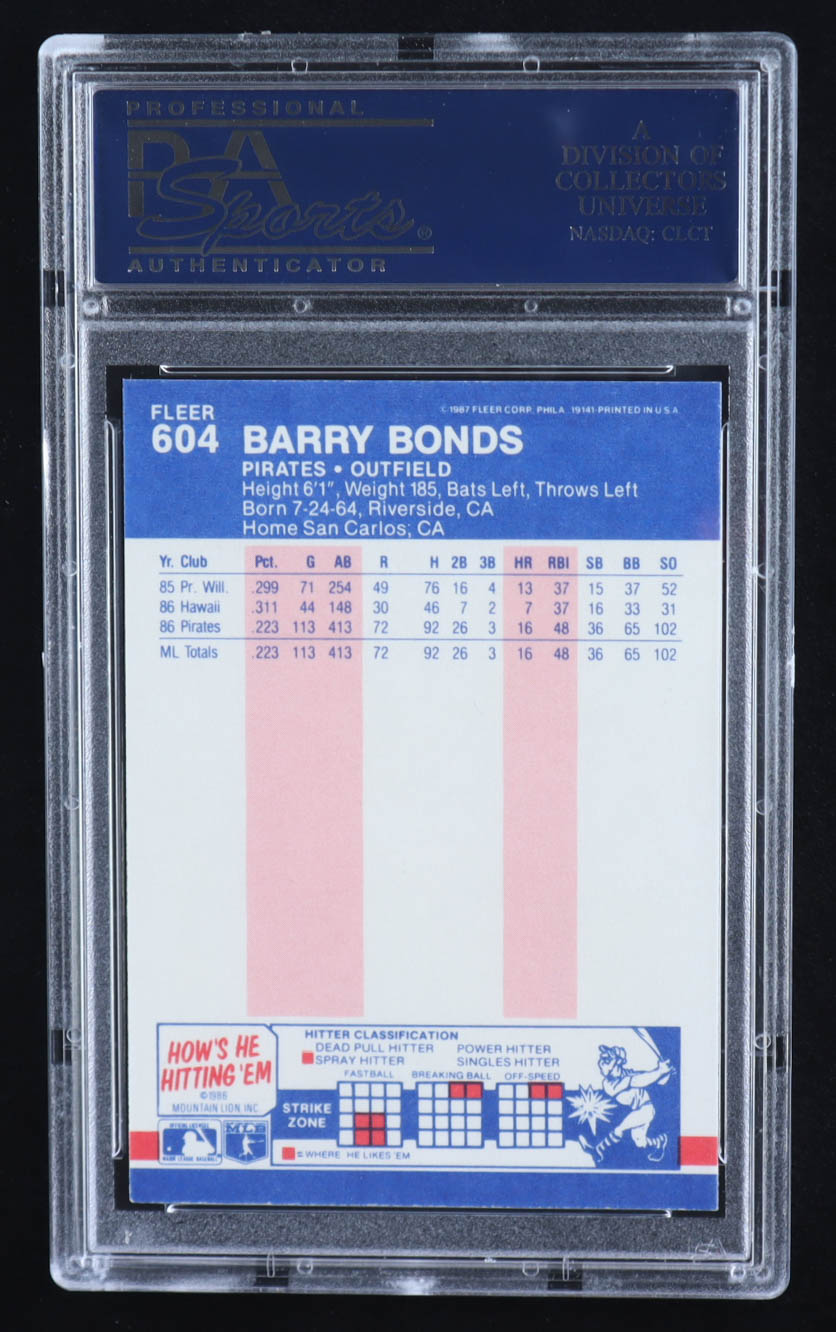 PROFESSIONAL
PSA
Sports®
AUTHENTICATOR
A
DIVISION OF
COLLECTORS
UNIVERSE
NASDAQ: CLCT
FLEER
© 1987 FLEER CORP. PHILA. 19141-PRINTED IN U S A
604 BARRY BONDS
PIRATES • OUTFIELD
Height 6'1", Weight 185, Bats Left, Throws Left
Born 7-24-64, Riverside, CA
Home San Carlos, CA
Yr. Club Pct. G AB R H 2B 3B HR RBI SB BB SO
85 Pr. Will. .299 71 254 49 76 16 4 13 37 15 37 52
86 Hawaii .311 44 148 30 46 7 2 7 37 16 33 31
86 Pirates .223 113 413 72 92 26 3 16 48 36 65 102
ML Totals .223 113 413 72 92 26 3 16 48 36 65 102
HOW'S HE
HITTING 'EM
©1986
MOUNTAIN LION INC.
HITTER CLASSIFICATION
DEAD PULL HITTER POWER HITTER
SPRAY HITTER SINGLES HITTER
FASTBALL BREAKING BALL OFF-SPEED
STRIKE
ZONE
=WHERE HE LIKES 'EM
MAJOR LEAGUE BASEBALL